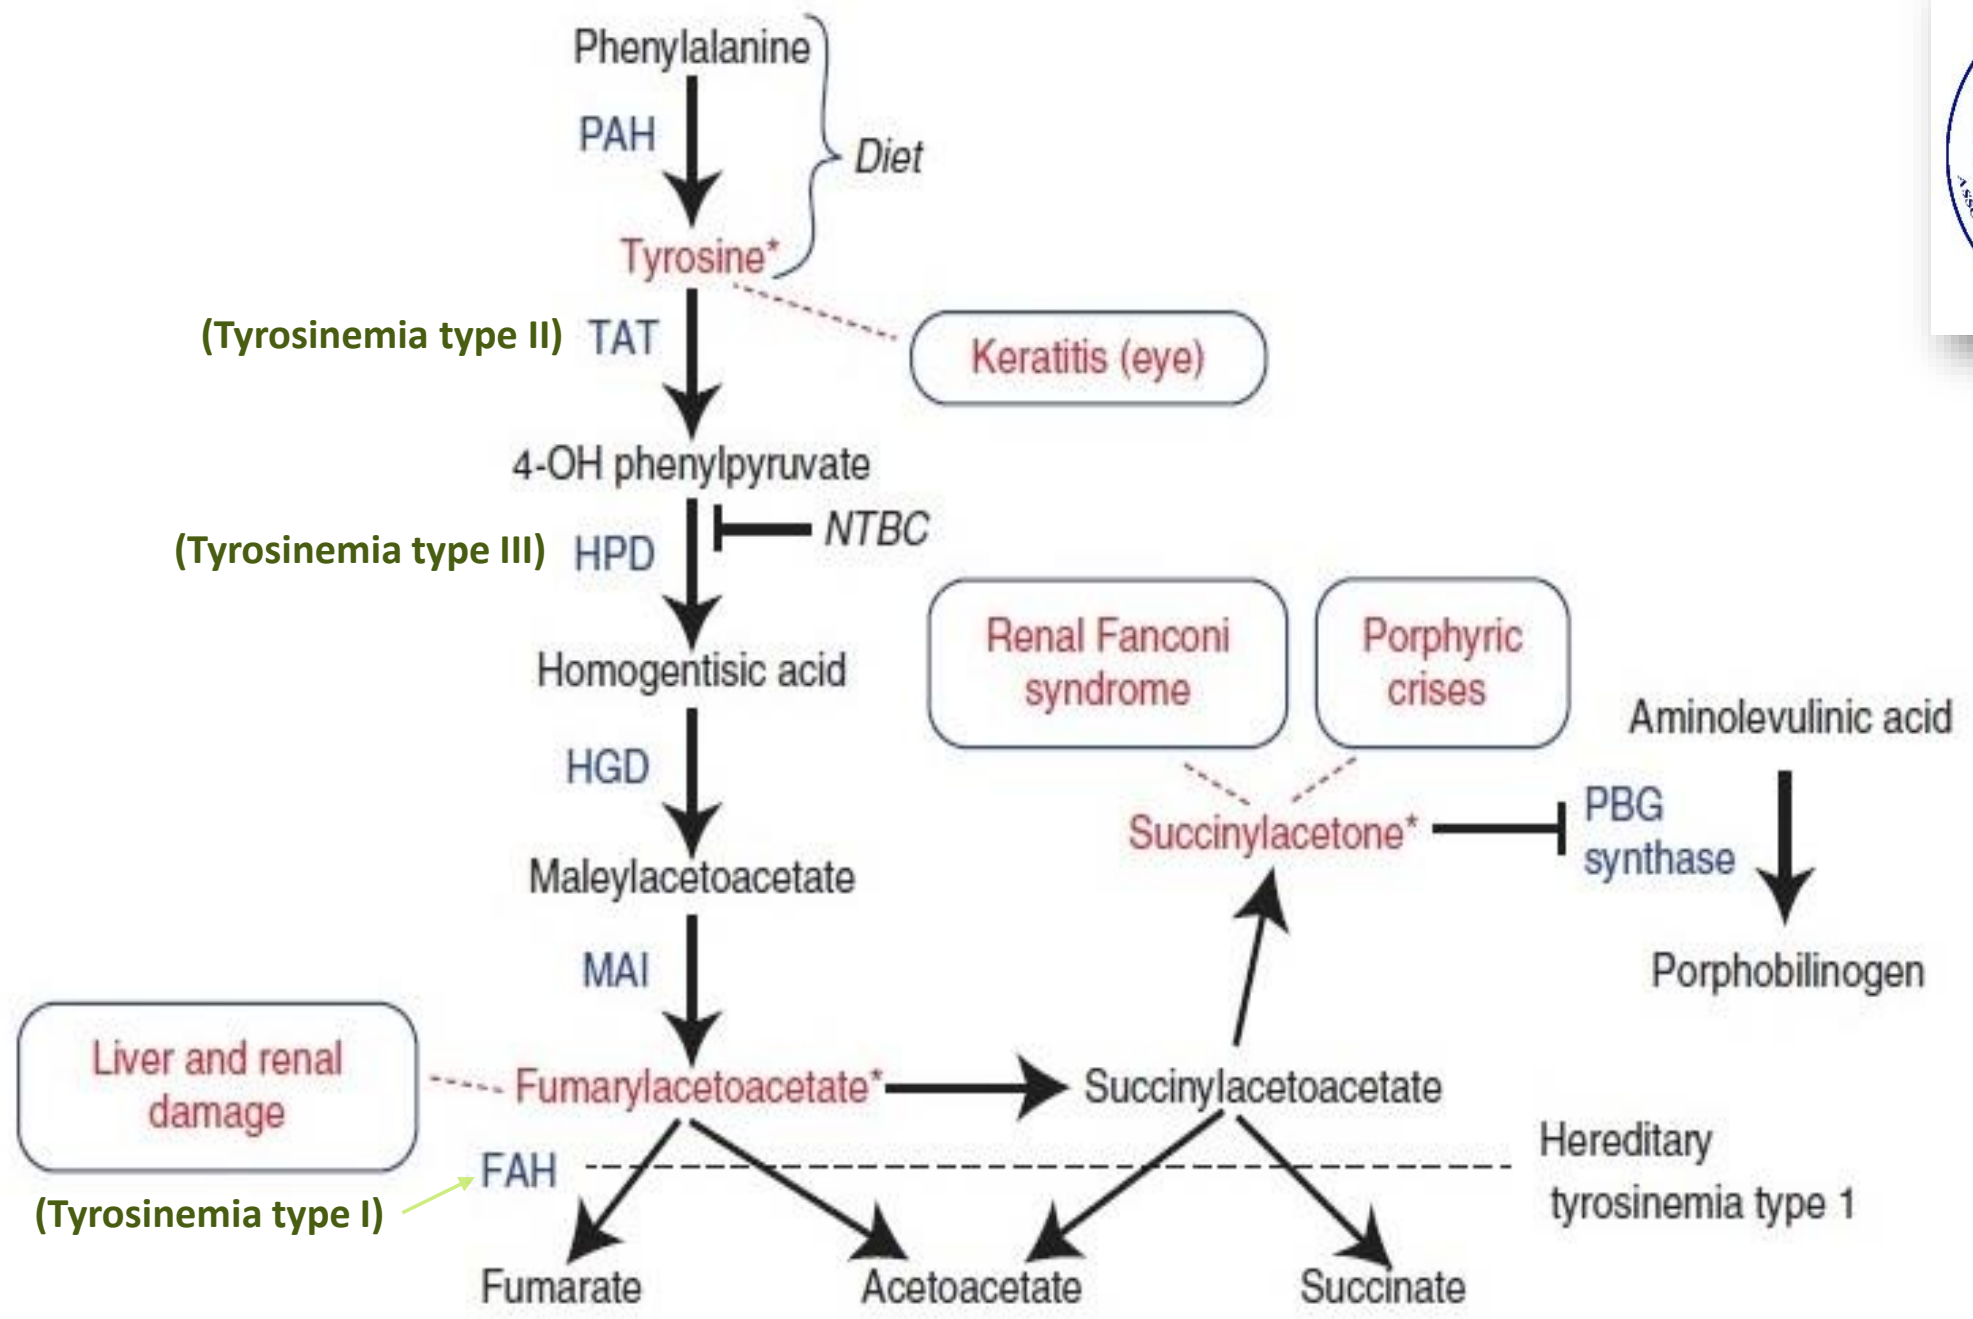 Phenylalanine
PAH
Diet
Tyrosine*
(Tyrosinemia type II)
TAT
Keratitis (eye)
4-OH phenylpyruvate
NTBC
(Tyrosinemia type III)
HPD
Renal Fanconi
syndrome
Porphyric
crises
Homogentisic acid
Aminolevulinic acid
HGD
PBG
synthase
Succinylacetone*
Maleylacetoacetate
MAI
Porphobilinogen
Liver and renal
damage
Fumarylacetoacetate*
Succinylacetoacetate
Hereditary
tyrosinemia type 1
FAH
(Tyrosinemia type I)
Fumarate
Acetoacetate
Succinate